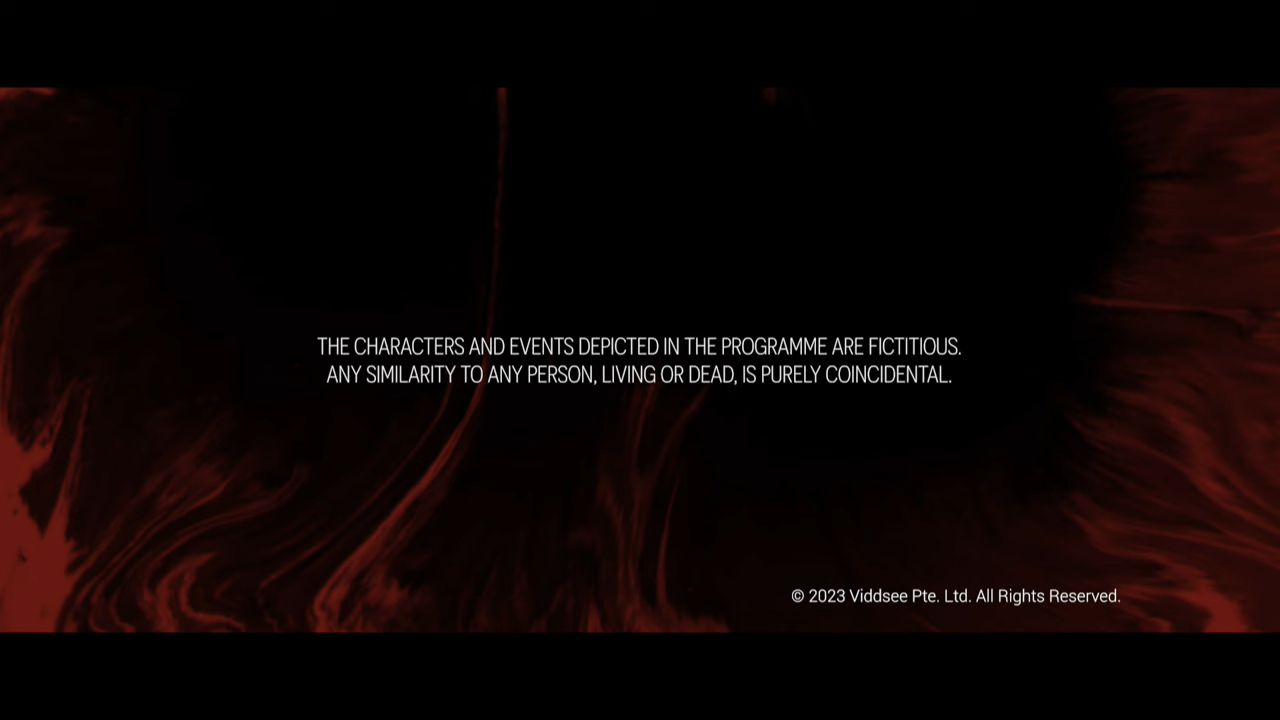 THE CHARACTERS AND EVENTS DEPICTED IN THE PROGRAMME ARE FICTITIOUS.
ANY SIMILARITY TO ANY PERSON, LIVING OR DEAD, IS PURELY COINCIDENTAL.
© 2023 Viddsee Pte. Ltd. All Rights Reserved.